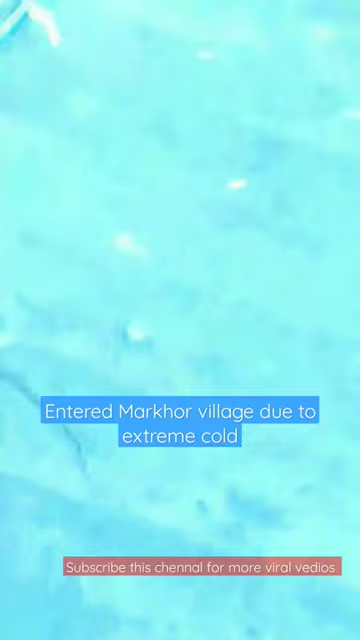 Entered Markhor village due to
extreme cold
Subscribe this chennal for more viral vedios